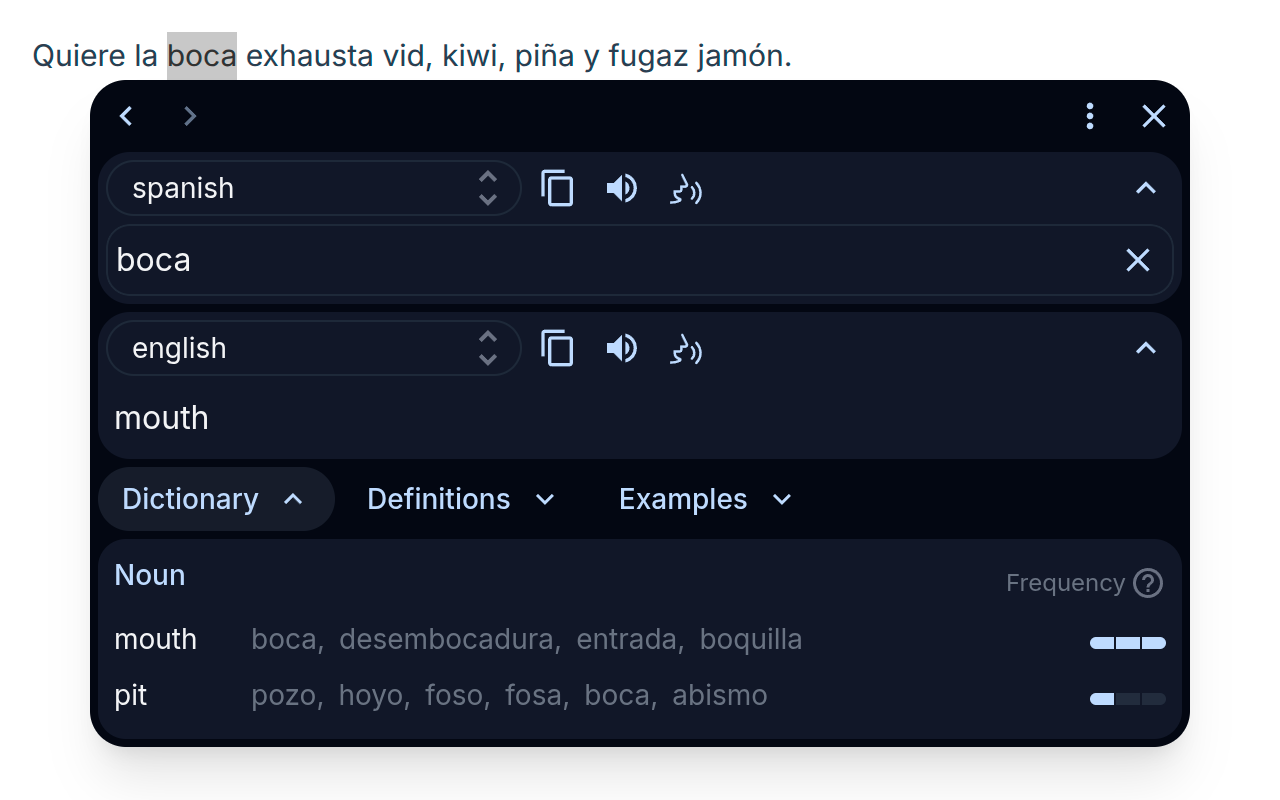 Quiere la boca exhausta vid, kiwi, piña y fugaz jamón.
spanish
boca
english
mouth
Dictionary Definitions Examples
Noun Frequency
mouth boca, desembocadura, entrada, boquilla
pit pozo, hoyo, foso, fosa, boca, abismo